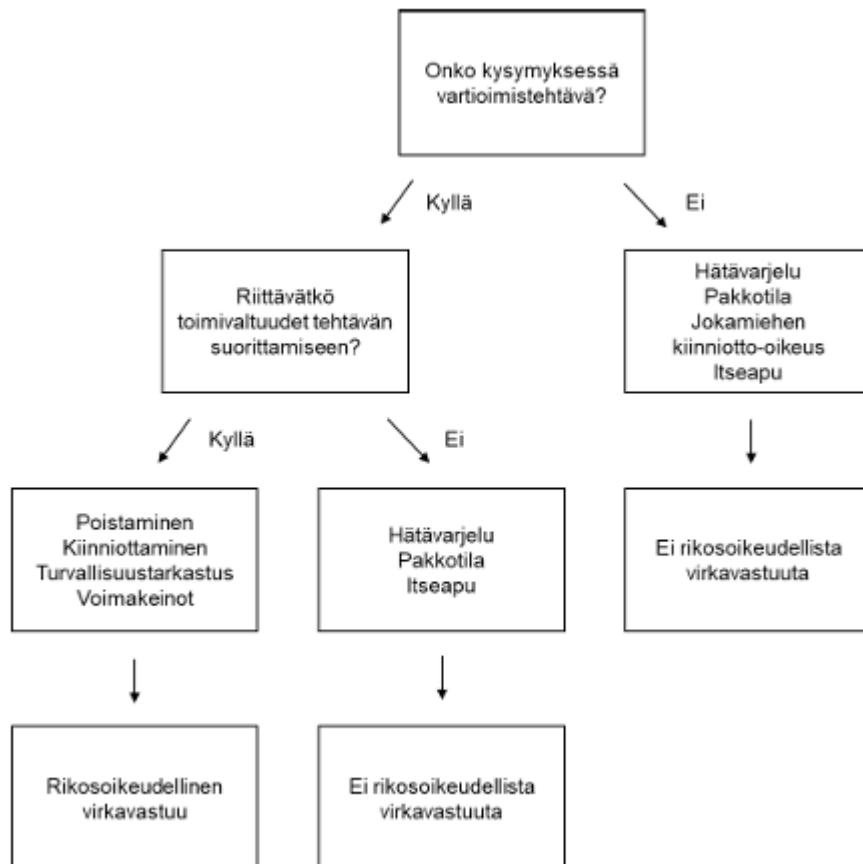 Onko kysymyksessä
vartioimistehtävä?
Kyllä
Ei
Riittävätkö
toimivaltuudet tehtävän
suorittamiseen?
Hätävarjelu
Pakkotila
Jokamiehen
kiinniotto-oikeus
Itseapu
Kyllä
Ei
Poistaminen
Kiinniottaminen
Turvallisuustarkastus
Voimakeinot
Hätävarjelu
Pakkotila
Itseapu
Ei rikosoikeudellista
virkavastuuta
Rikosoikeudellinen
virkavastuu
Ei rikosoikeudellista
virkavastuuta